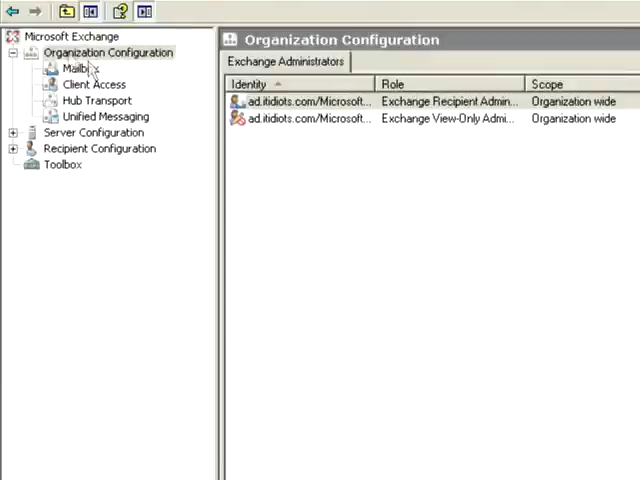 Microsoft Exchange
Organization Configuration
Mailbox
Client Access
Hub Transport
Unified Messaging
Server Configuration
Recipient Configuration
Toolbox
Organization Configuration
Exchange Administrators
Identity Role Scope
ad.itidiots.com/Microsoft... Exchange Recipient Admin... Organization wide
ad.itidiots.com/Microsoft... Exchange View-Only Admi... Organization wide